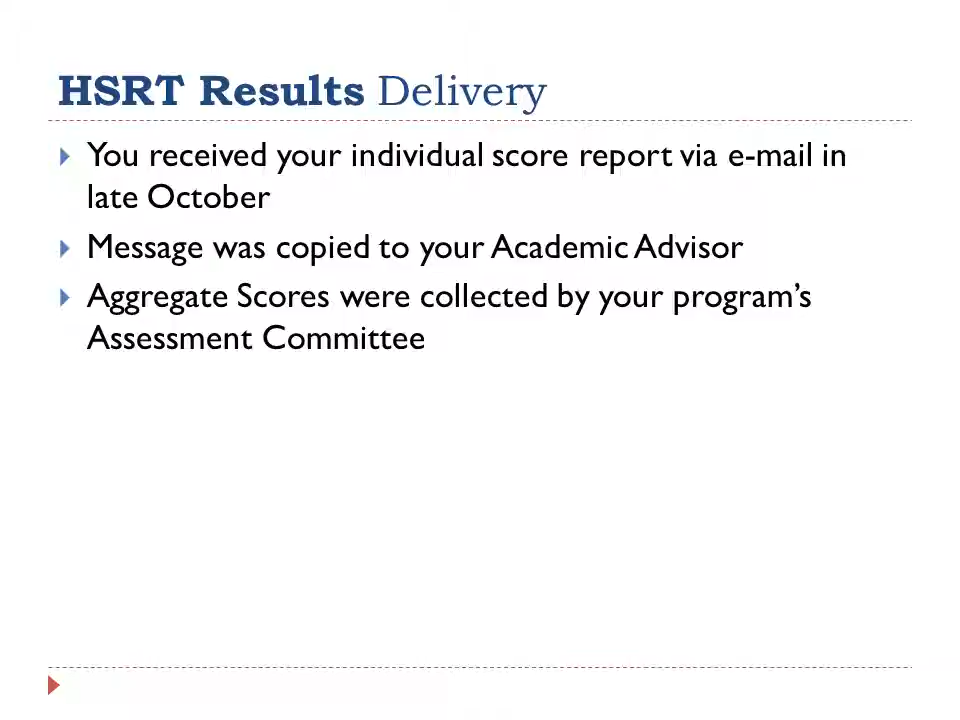 HSRT Results Delivery
You received your individual score report via e-mail in
late October
Message was copied to your Academic Advisor
Aggregate Scores were collected by your program’s
Assessment Committee